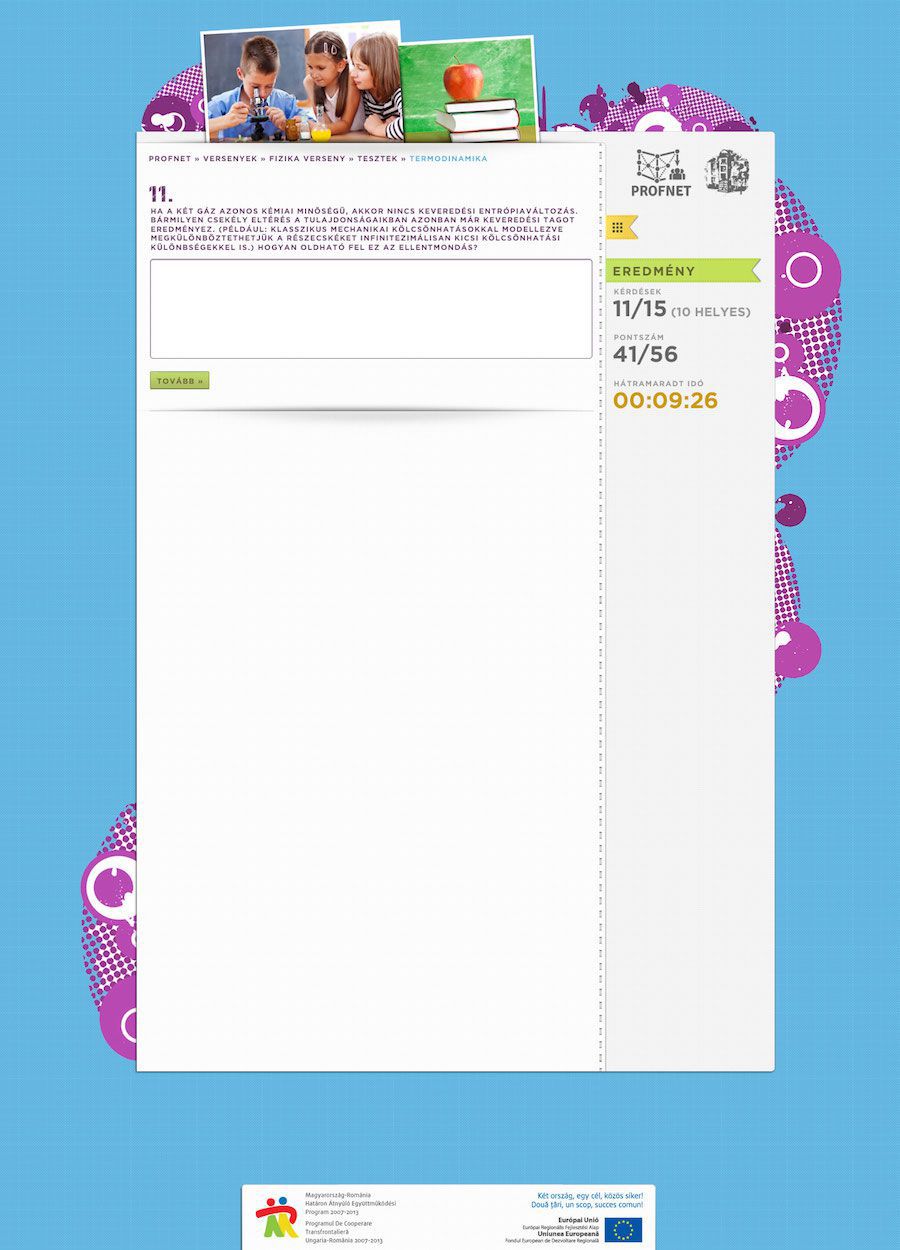 PROFNET » VERSENYEK » FIZIKA VERSENY » TESZTEK » TERMODINAMIKA
11.
HA A KÉT GÁZ AZONOS KÉMIAI MINŐSÉGŰ, AKKOR NINCS KEVEREDÉSI ENTRÓPIAVÁLTOZÁS.
BÁRMILYEN CSEKÉLY ELTÉRÉS A TULAJDONSÁGAIKBAN AZONBAN MÁR KEVEREDÉSI TAGOT
EREDMÉNYEZ. (PÉLDÁUL: KLASSZIKUS MECHANIKAI KÖLCSÖNHATÁSOKKAL MODELLEZVE
MEGKÜLÖNBÖZTETHETJÜK A RÉSZECSKÉKET INFINITEZIMÁLISAN KICSI KÖLCSÖNHATÁSI
KÜLÖNBSÉGEKKEL IS.) HOGYAN OLDHATÓ FEL EZ AZ ELLENTMONDÁS?
TOVÁBB »
PROFNET
EREDMÉNY
KÉRDÉSEK
11/15 (10 HELYES)
PONTSZÁM
41/56
HÁTRAMARADT IDŐ
00:09:26
Magyarország-Románia
Határon Átnyúló Együttműködési
Program 2007-2013
Programul De Cooperare
Transfrontalieră
Ungaria-România 2007-2013
Két ország, egy cél, közös siker!
Două țări, un scop, succes comun!
Európai Unió
Európai Regionális Fejlesztési Alap
Uniunea Europeană
Fondul European de Dezvoltare Regională